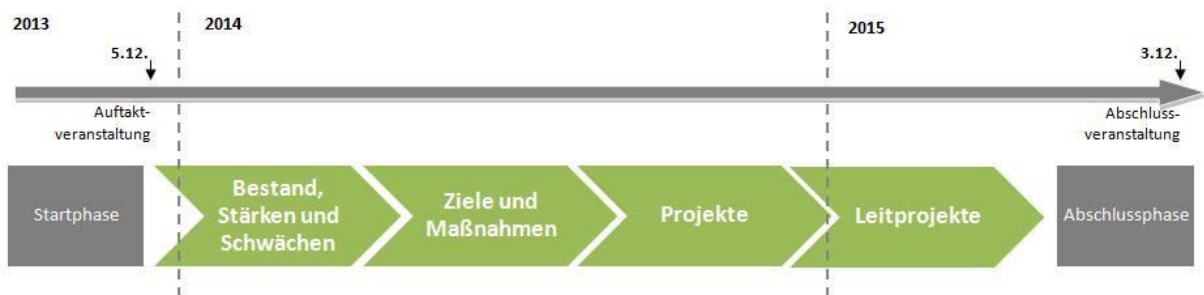 2013
2014
2015
5.12.
3.12.
Auftakt-
veranstaltung
Abschluss-
veranstaltung
Startphase
Bestand,
Stärken und
Schwächen
Ziele und
Maßnahmen
Projekte
Leitprojekte
Abschlussphase